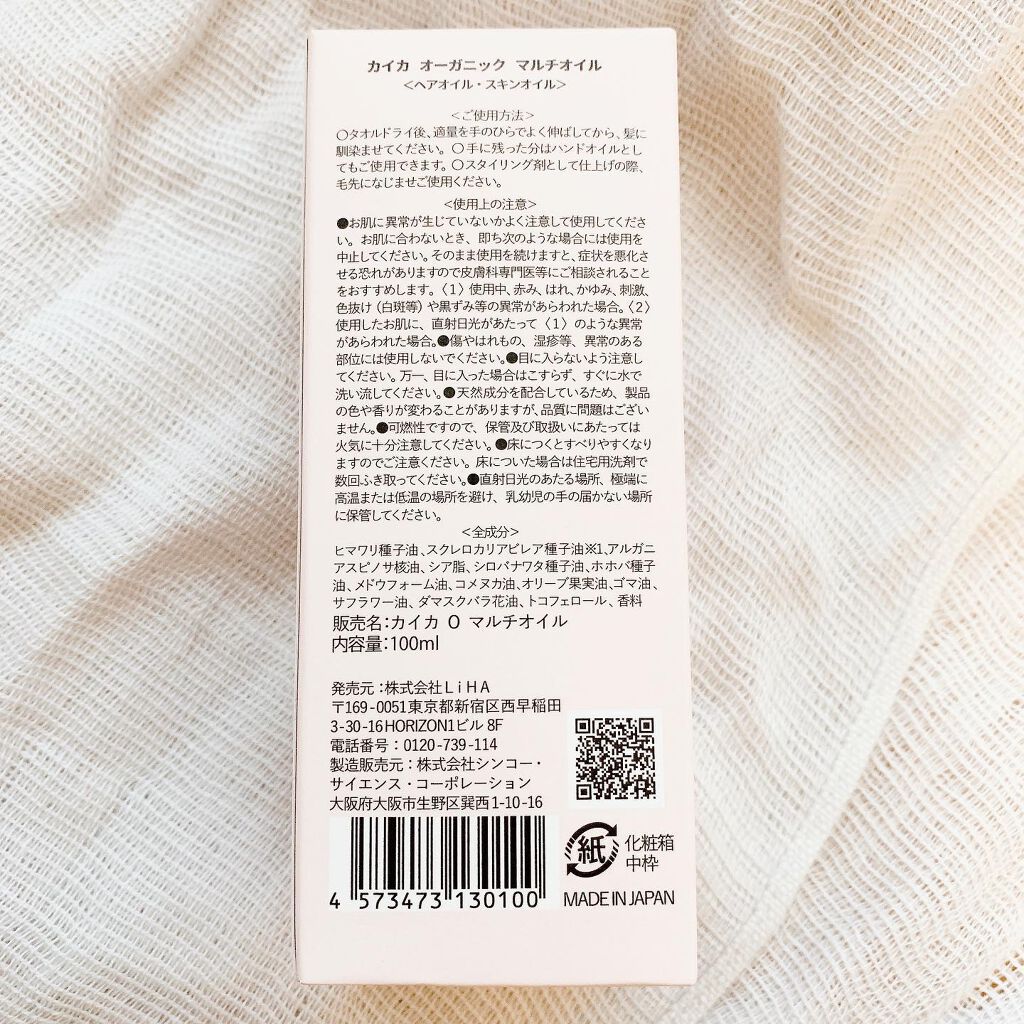 カイカ オーガニック マルチオイル
<ヘアオイル・スキンオイル>
<ご使用方法>
○タオルドライ後、適量を手のひらでよく伸ばしてから、髪に
馴染ませてください。○手に残った分はハンドオイルとし
てもご使用できます。○スタイリング剤として仕上げの際、
毛先になじませご使用ください。
<使用上の注意>
●お肌に異常が生じていないかよく注意して使用してくださ
い。お肌に合わないとき、即ち次のような場合には使用を
中止してください。そのまま使用を続けますと、症状を悪化さ
せる恐れがありますので皮膚科専門医等にご相談されること
をおすすめします。〈1〉使用中、赤み、はれ、かゆみ、刺激、
色抜け(白斑等)や黒ずみ等の異常があらわれた場合。〈2〉
使用したお肌に、直射日光があたって〈1〉のような異常
があらわれた場合。●傷やはれもの、湿疹等、異常のある
部位には使用しないでください。●目に入らないよう注意し
てください。万一、目に入った場合はこすらず、すぐに水で
洗い流してください。●天然成分を配合しているため、製品
の色や香りが変わることがありますが、品質に問題はござい
ません。●可燃性ですので、保管及び取扱いにあたっては
火気に十分注意してください。●床につくとすべりやすくなり
ますのでご注意ください。床についた場合は住宅用洗剤で
数回ふき取ってください。●直射日光のあたる場所、極端に
高温または低温の場所を避け、乳幼児の手の届かない場所
に保管してください。
<全成分>
ヒマワリ種子油、スクレロカリアビレア種子油※1、アルガニ
アスピノサ核油、シア脂、シロバナワタ種子油、ホホバ種子
油、メドウフォーム油、コメヌカ油、オリーブ果実油、ゴマ油、
サフラワー油、ダマスクバラ花油、トコフェロール、香料
販売名:カイカ O マルチオイル
内容量:100ml
発売元:株式会社LiHA
〒169-0051東京都新宿区西早稲田
3-30-16HORIZON1ビル 8F
電話番号:0120-739-114
製造販売元:株式会社シンコー・
サイエンス・コーポレーション
大阪府大阪市生野区巽西1-10-16
紙
化粧箱
中枠
4 573473 130100
MADE IN JAPAN